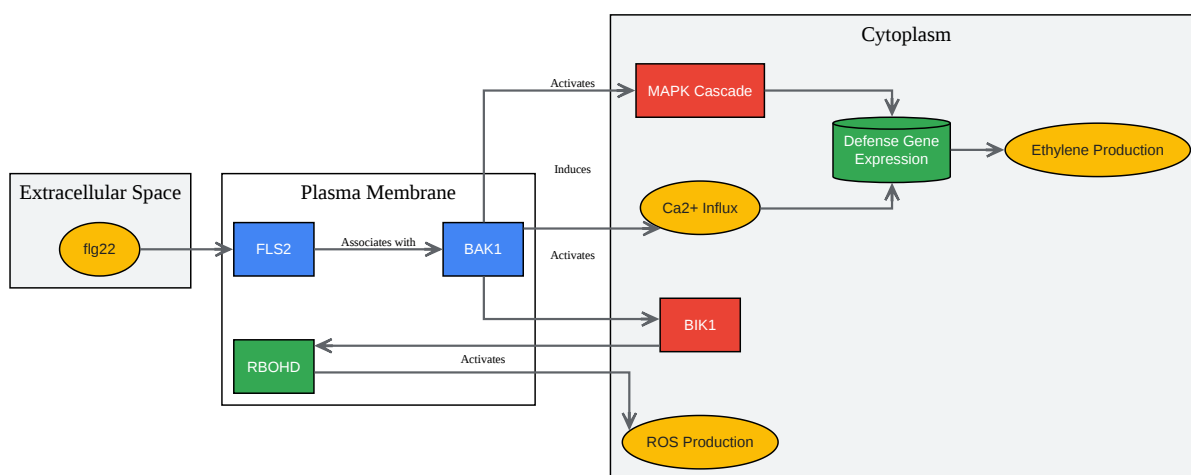 Cytoplasm
Activates
MAPK Cascade
Defense Gene
Expression
Ethylene Production
Induces
Extracellular Space
Plasma Membrane
Ca2+ Influx
flg22
FLS2
Associates with
BAK1
Activates
BIK1
RBOHD
Activates
ROS Production